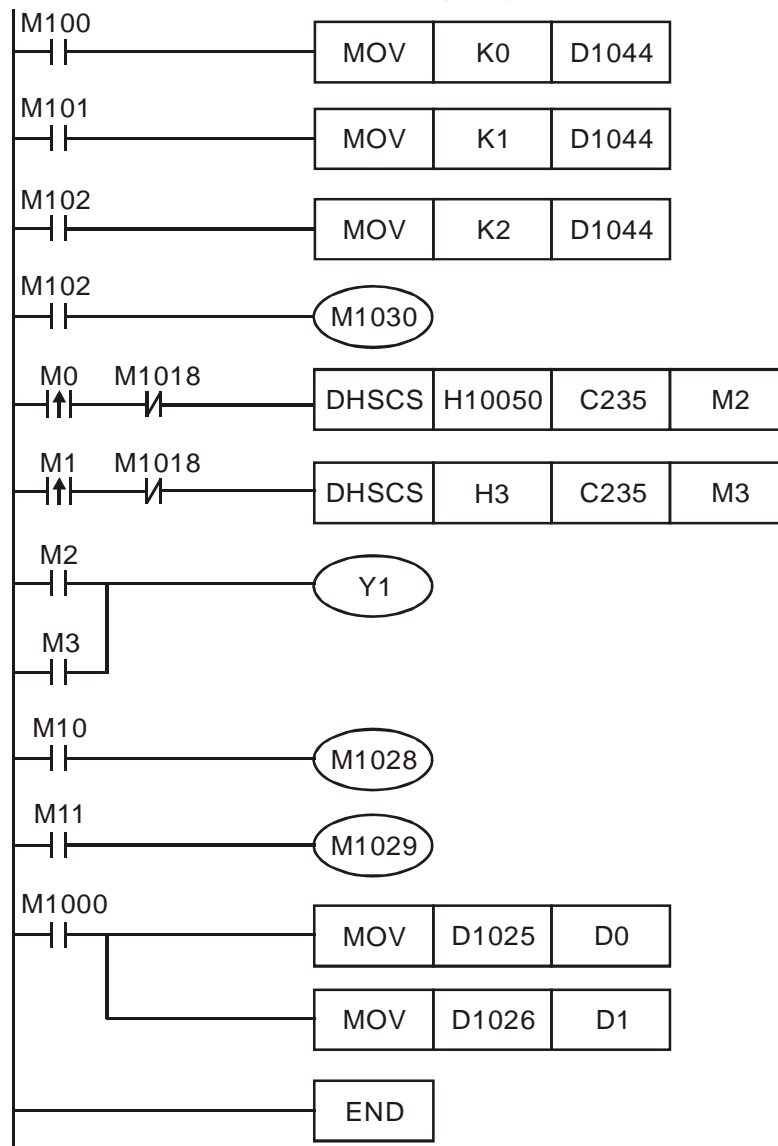 M100
MOV K0 D1044
M101
MOV K1 D1044
M102
MOV K2 D1044
M102
M1030
M0 M1018
DHSCS H10050 C235 M2
M1 M1018
DHSCS H3 C235 M3
M2
Y1
M3
M10
M1028
M11
M1029
M1000
MOV D1025 D0
MOV D1026 D1
END